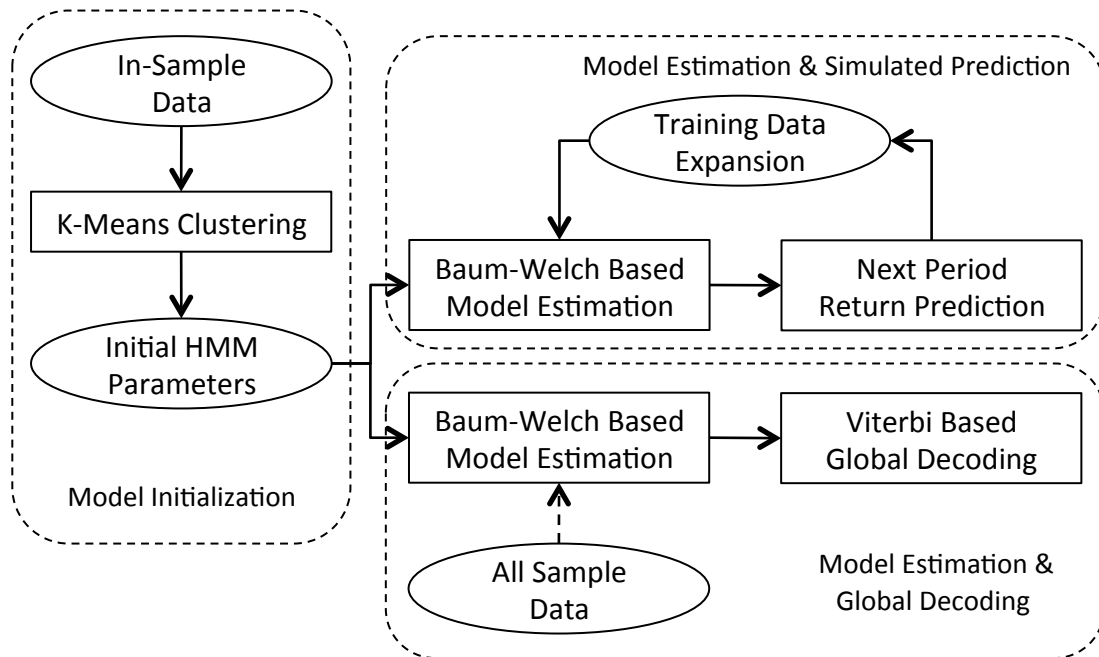 In-Sample
Data
K-Means Clustering
Initial HMM
Parameters
Model Initialization
Model Estimation & Simulated Prediction
Training Data
Expansion
Baum-Welch Based
Model Estimation
Next Period
Return Prediction
Baum-Welch Based
Model Estimation
Viterbi Based
Global Decoding
All Sample
Data
Model Estimation &
Global Decoding